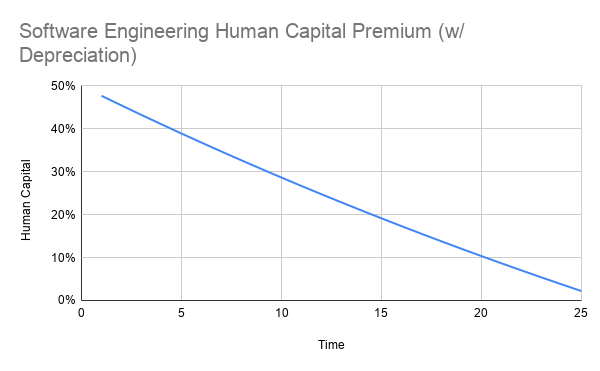 Software Engineering Human Capital Premium (w/
Depreciation)
50%
40%
30%
20%
10%
0%
Human Capital
0 5 10 15 20 25
Time